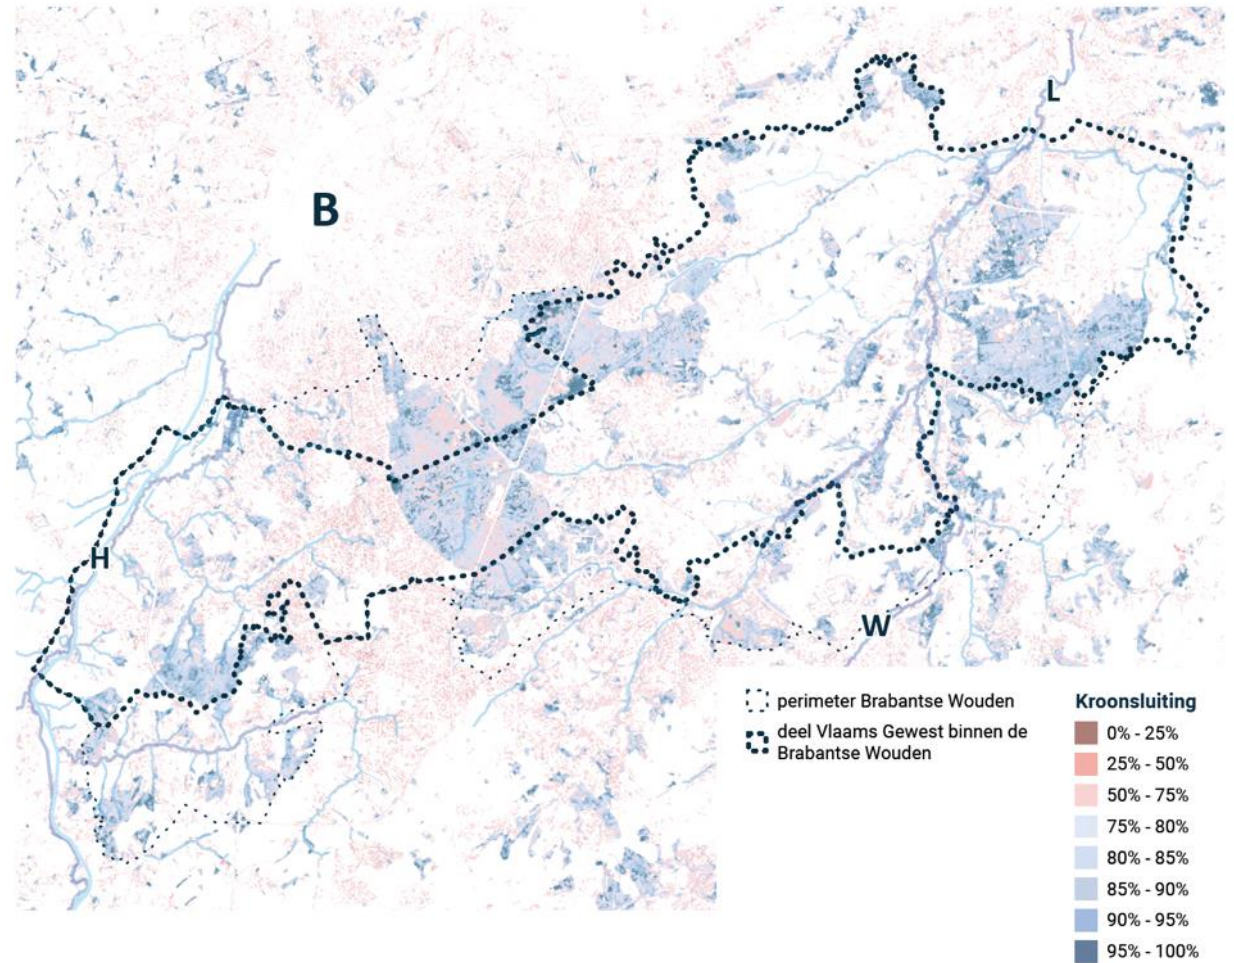 L
B
H
W
perimeter Brabantse Wouden
deel Vlaams Gewest binnen de
Brabantse Wouden
Kroonsluiting
0% - 25%
25% - 50%
50% - 75%
75% - 80%
80% - 85%
85% - 90%
90% - 95%
95% - 100%